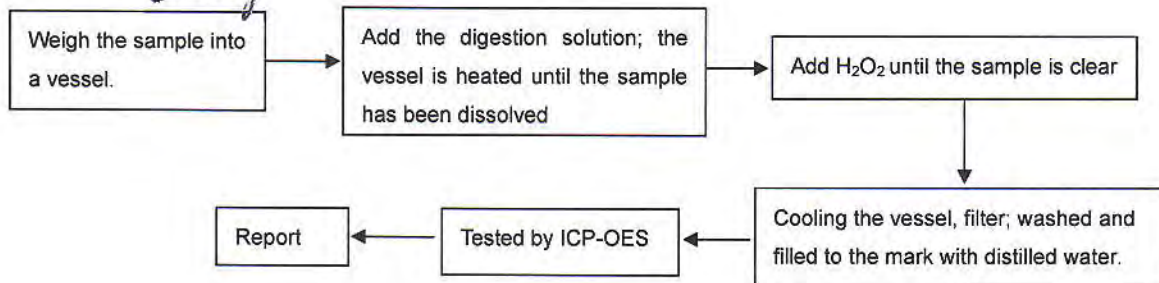 Weigh the sample into
a vessel.
Add the digestion solution; the
vessel is heated until the sample
has been dissolved
Add H₂O₂ until the sample is clear
Cooling the vessel, filter; washed and
filled to the mark with distilled water.
Tested by ICP-OES
Report